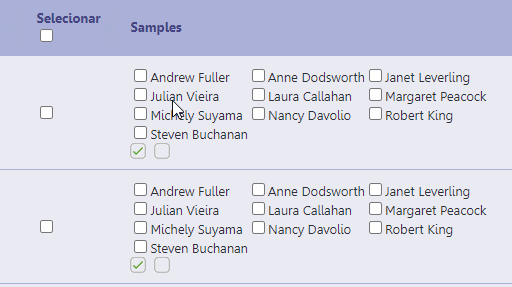 Selecionar
Samples
Andrew Fuller Anne Dodsworth Janet Leverling
Julian Vieira Laura Callahan Margaret Peacock
Michely Suyama Nancy Davolio Robert King
Steven Buchanan
Andrew Fuller Anne Dodsworth Janet Leverling
Julian Vieira Laura Callahan Margaret Peacock
Michely Suyama Nancy Davolio Robert King
Steven Buchanan